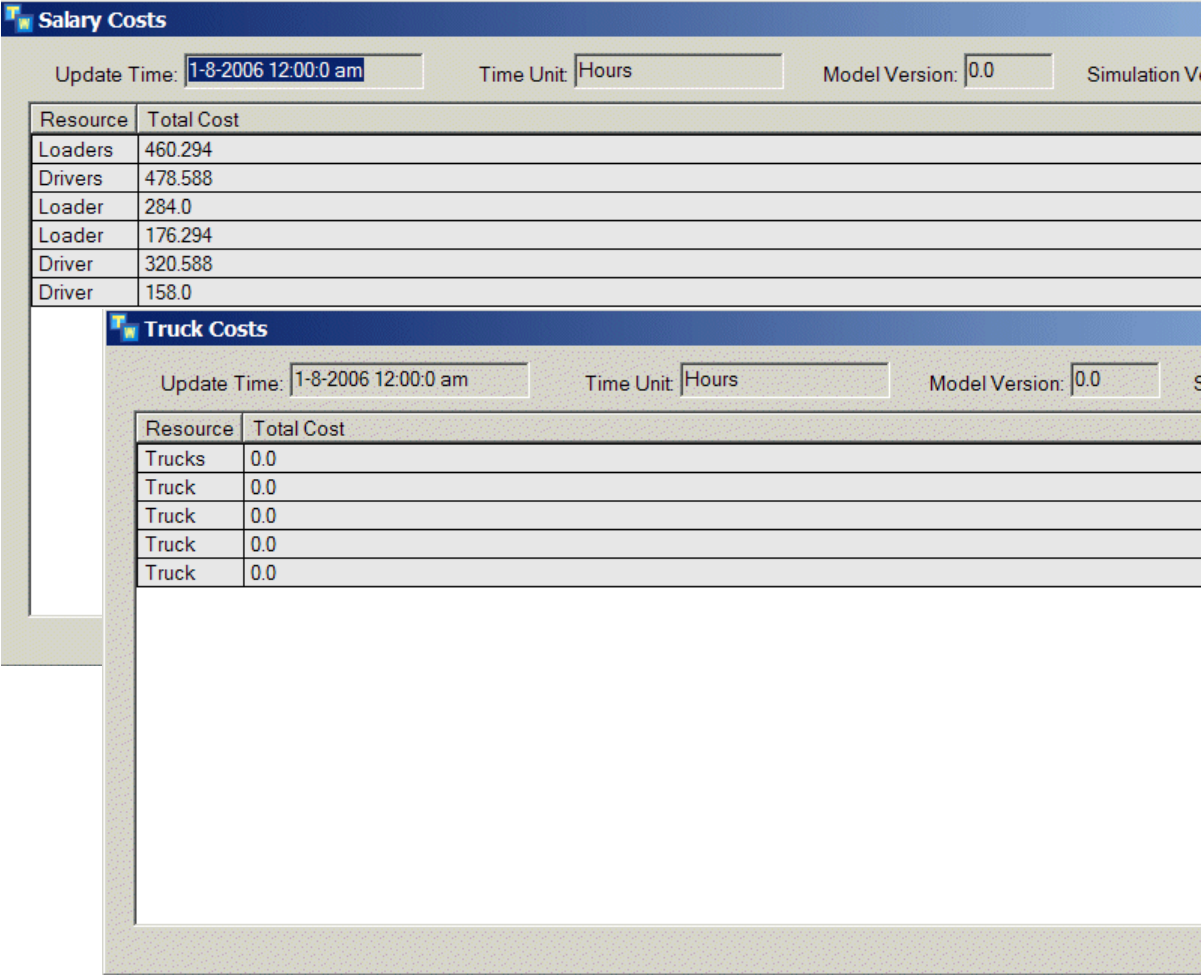 Salary Costs
Update Time: 1-8-2006 12:00:0 am Time Unit: Hours Model Version: 0.0 Simulation
Resource Total Cost
Loaders 460.294
Drivers 478.588
Loader 284.0
Loader 176.294
Driver 320.588
Driver 158.0
Truck Costs
Update Time: 1-8-2006 12:00:0 am Time Unit: Hours Model Version: 0.0
Resource Total Cost
Trucks 0.0
Truck 0.0
Truck 0.0
Truck 0.0
Truck 0.0